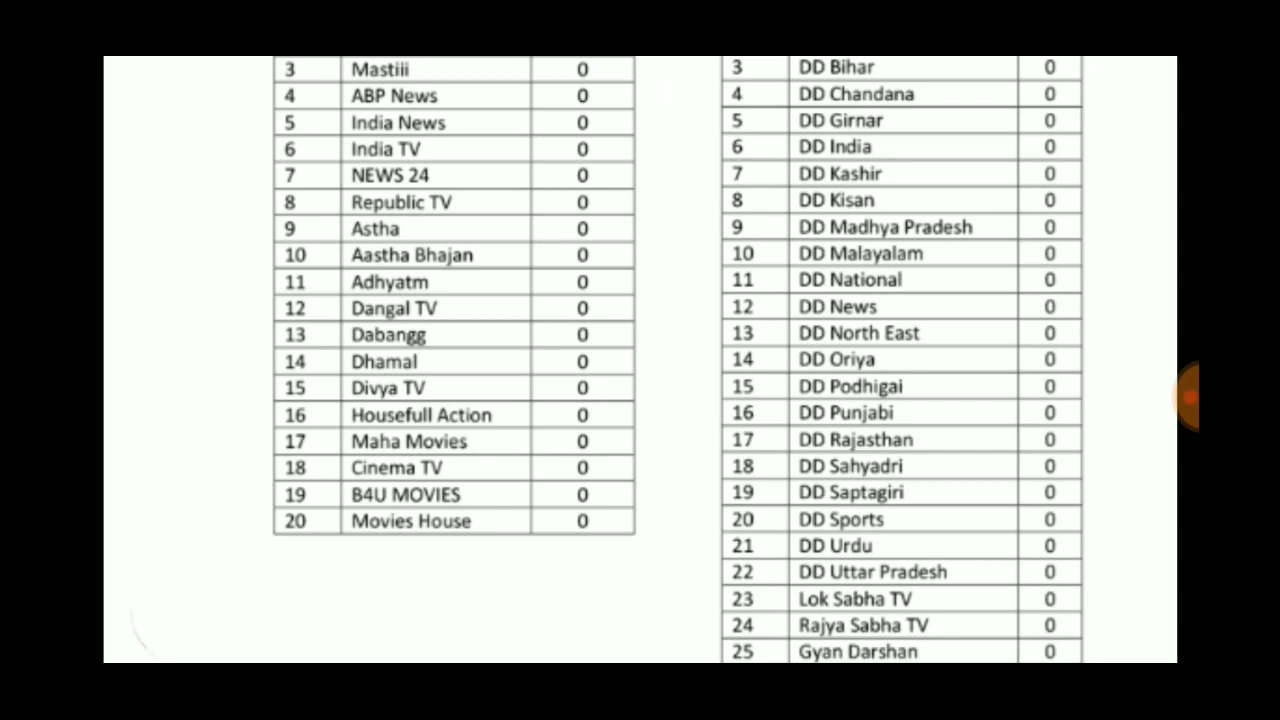 3 Mastiii 0
4 ABP News 0
5 India News 0
6 India TV 0
7 NEWS 24 0
8 Republic TV 0
9 Astha 0
10 Aastha Bhajan 0
11 Adhyatm 0
12 Dangal TV 0
13 Dabangg 0
14 Dhamal 0
15 Divya TV 0
16 Housefull Action 0
17 Maha Movies 0
18 Cinema TV 0
19 B4U MOVIES 0
20 Movies House 0
3 DD Bihar 0
4 DD Chandana 0
5 DD Girnar 0
6 DD India 0
7 DD Kashir 0
8 DD Kisan 0
9 DD Madhya Pradesh 0
10 DD Malayalam 0
11 DD National 0
12 DD News 0
13 DD North East 0
14 DD Oriya 0
15 DD Podhigai 0
16 DD Punjabi 0
17 DD Rajasthan 0
18 DD Sahyadri 0
19 DD Saptagiri 0
20 DD Sports 0
21 DD Urdu 0
22 DD Uttar Pradesh 0
23 Lok Sabha TV 0
24 Rajya Sabha TV 0
25 Gyan Darshan 0